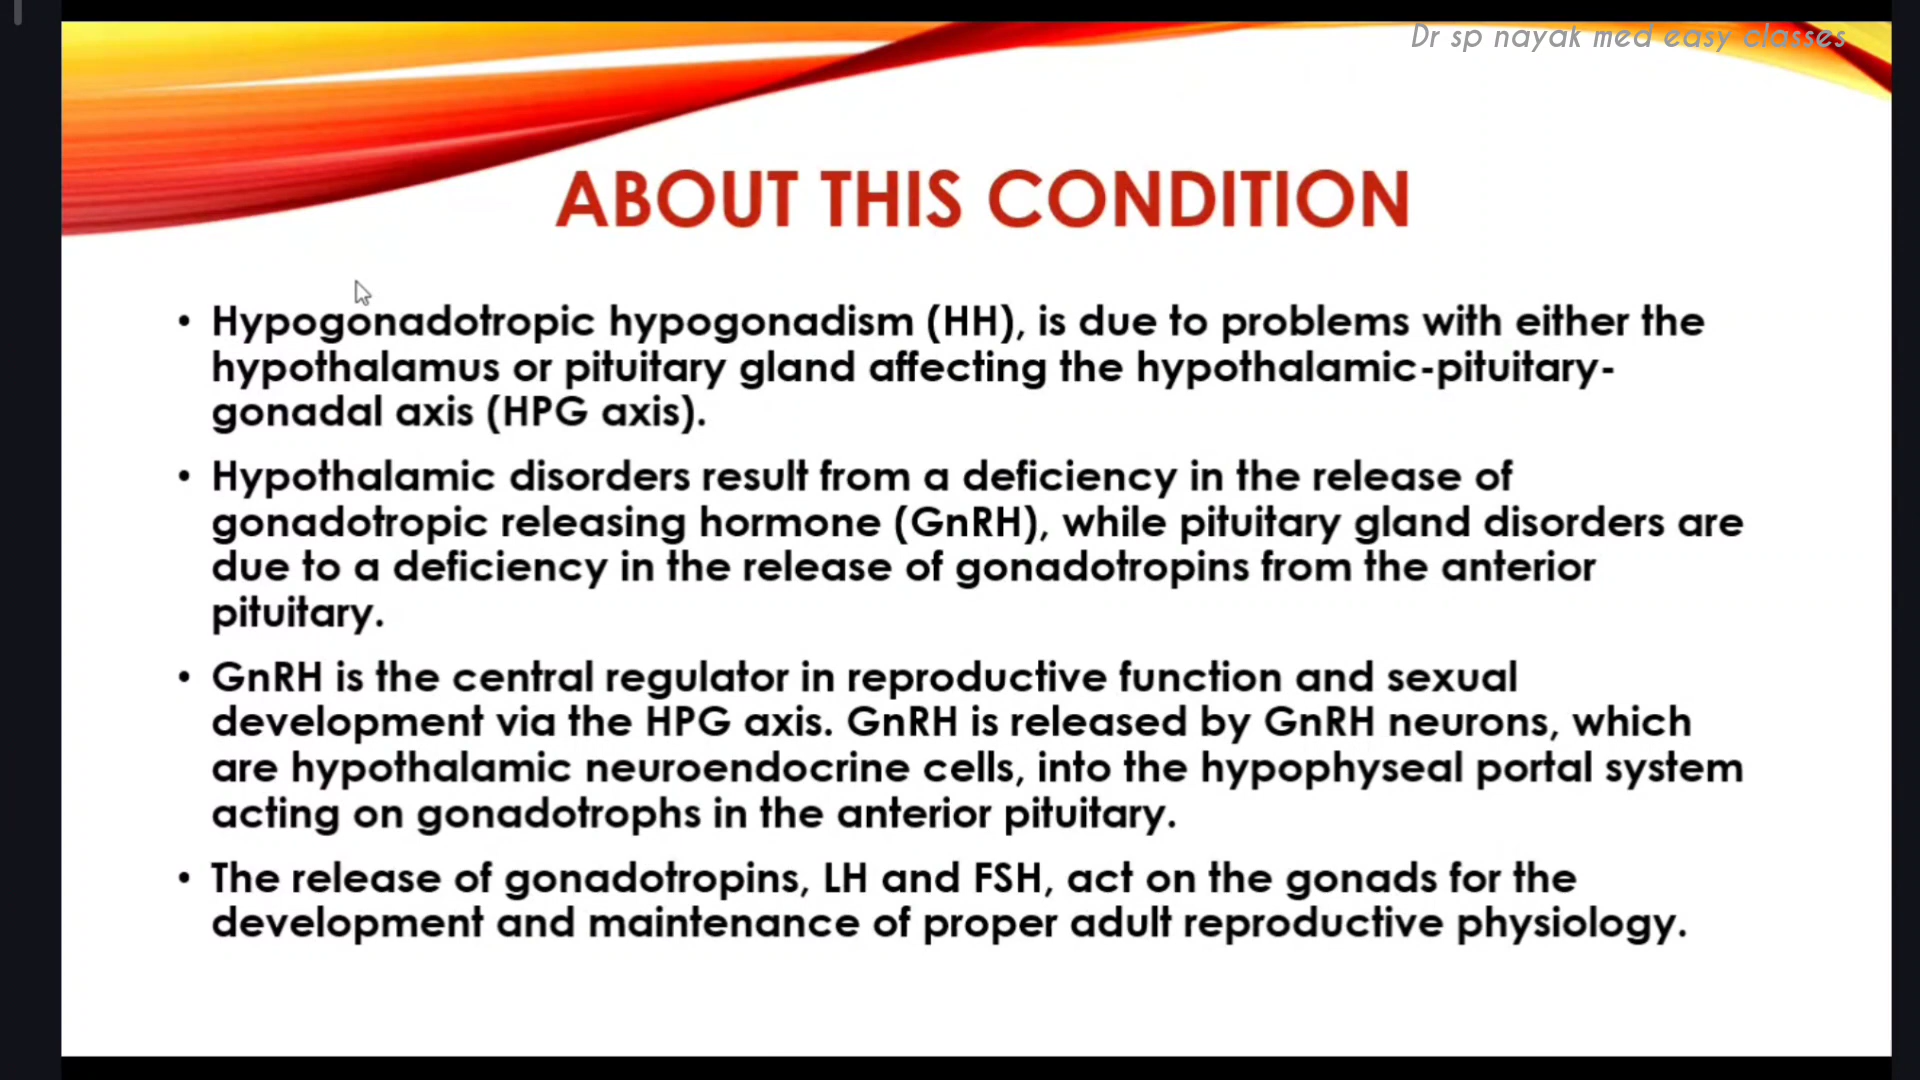 Dr sp nayak med easy classes
ABOUT THIS CONDITION
• Hypogonadotropic hypogonadism (HH), is due to problems with either the
hypothalamus or pituitary gland affecting the hypothalamic-pituitary-
gonadal axis (HPG axis).
• Hypothalamic disorders result from a deficiency in the release of
gonadotropic releasing hormone (GnRH), while pituitary gland disorders are
due to a deficiency in the release of gonadotropins from the anterior
pituitary.
• GnRH is the central regulator in reproductive function and sexual
development via the HPG axis. GnRH is released by GnRH neurons, which
are hypothalamic neuroendocrine cells, into the hypophyseal portal system
acting on gonadotrophs in the anterior pituitary.
• The release of gonadotropins, LH and FSH, act on the gonads for the
development and maintenance of proper adult reproductive physiology.